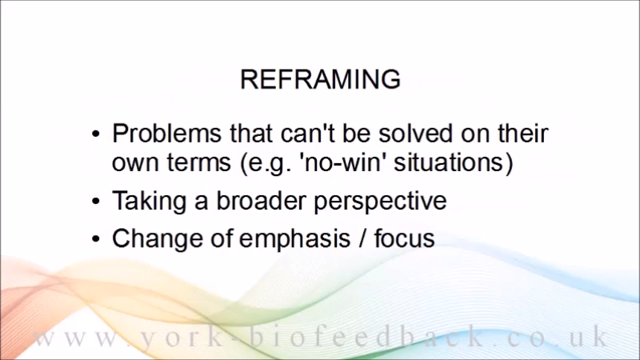 REFRAMING
• Problems that can't be solved on their
own terms (e.g. 'no-win' situations)
• Taking a broader perspective
• Change of emphasis / focus
www.york-biofeedback.co.uk